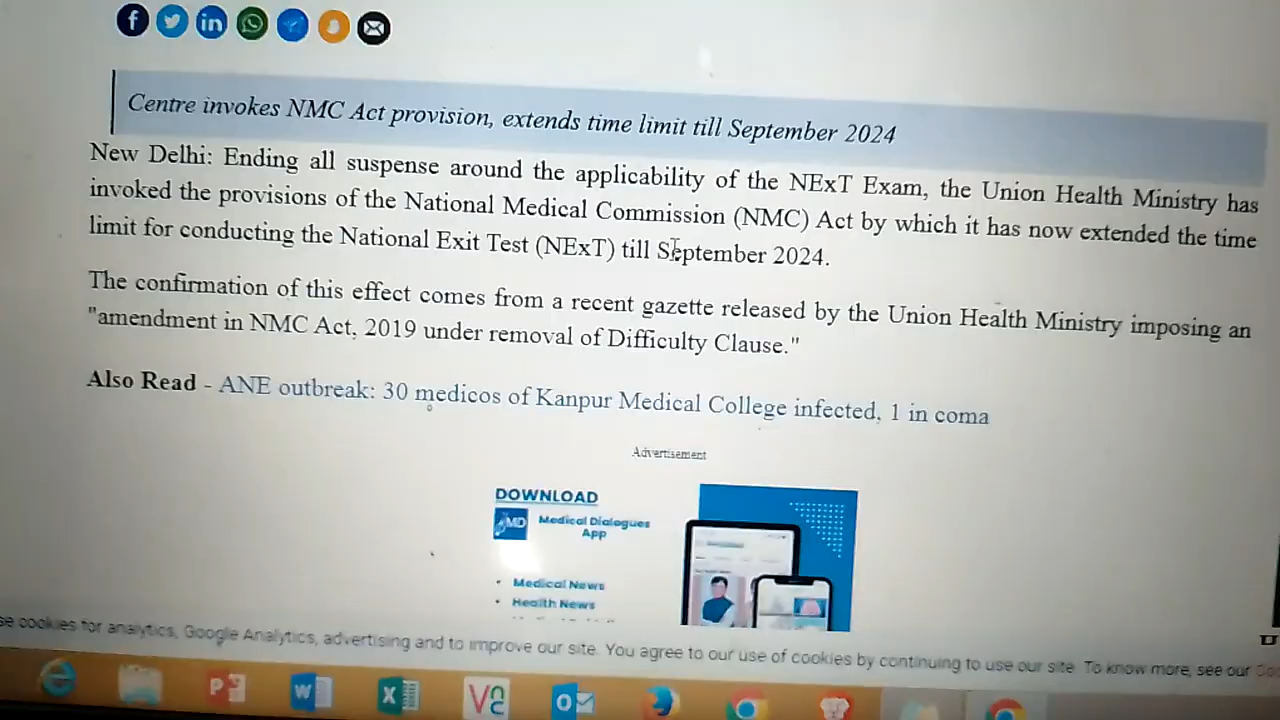 Centre invokes NMC Act provision, extends time limit till September 2024
New Delhi: Ending all suspense around the applicability of the NExT Exam, the Union Health Ministry has
invoked the provisions of the National Medical Commission (NMC) Act by which it has now extended the time
limit for conducting the National Exit Test (NExT) till September 2024.
The confirmation of this effect comes from a recent gazette released by the Union Health Ministry imposing an
"amendment in NMC Act, 2019 under removal of Difficulty Clause."
Also Read - ANE outbreak: 30 medicos of Kanpur Medical College infected, 1 in coma
Advertisement
DOWNLOAD
MD
Medical Dialogues
App
• Medical News
• Health News
se cookies for analytics, Google Analytics, advertising and to improve our site. You agree to our use of cookies by continuing to use our site. To know more, see our